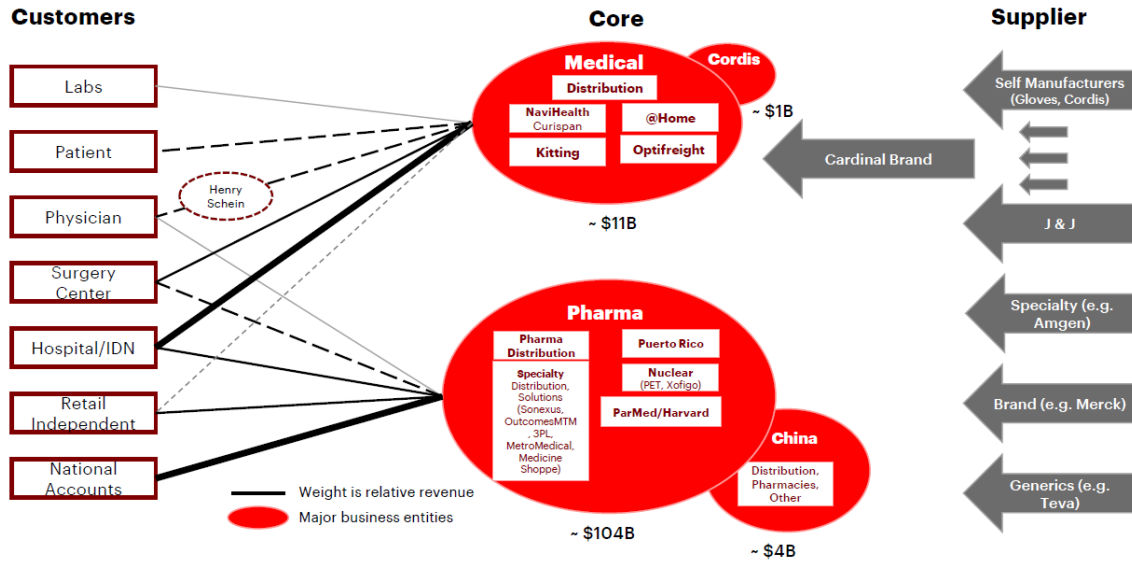 Customers
Core
Supplier
Labs
Patient
Physician
Surgery
Center
Hospital/IDN
Retail
Independent
National
Accounts
Henry
Schein
Medical
Distribution
NaviHealth
Curispan
@Home
Kitting
Optifreight
Cordis
~ $1B
~ $11B
Cardinal Brand
Self Manufacturers
(Gloves, Cordis)
J & J
Specialty (e.g.
Amgen)
Brand (e.g. Merck)
Generics (e.g.
Teva)
Pharma
Pharma
Distribution
Specialty
Distribution,
Solutions
(Sonexus,
OutcomesMTM
, 3PL,
MetroMedical,
Medicine
Shoppe)
Puerto Rico
Nuclear
(PET, Xofigo)
ParMed/Harvard
China
Distribution,
Pharmacies,
Other
~ $104B
~ $4B
Weight is relative revenue
Major business entities